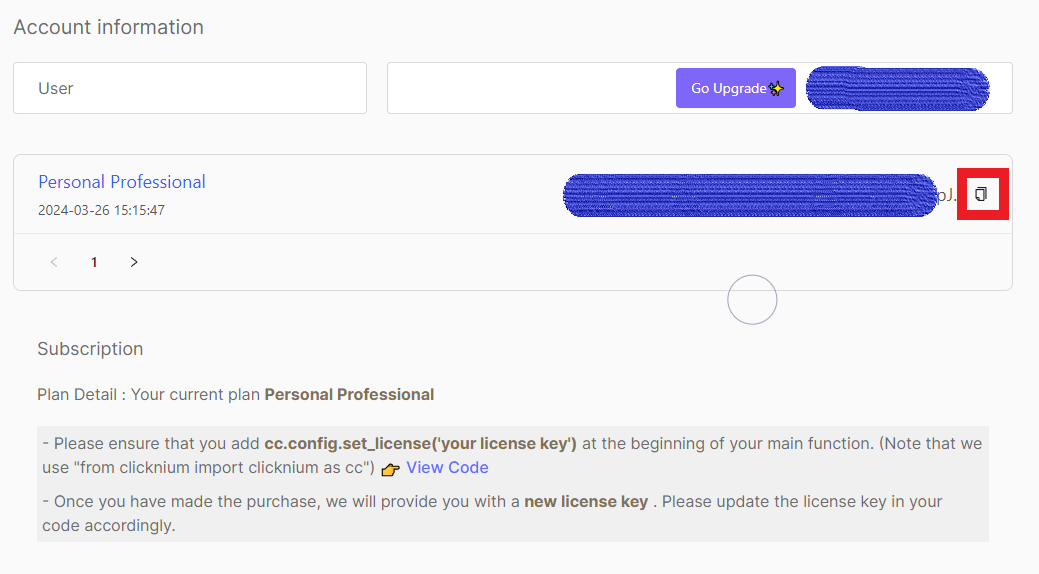 Account information
User
Go Upgrade✨
Personal Professional
pJ.
2024-03-26 15:15:47
< 1 >
Subscription
Plan Detail : Your current plan Personal Professional
- Please ensure that you add cc.config.set_license('your license key') at the beginning of your main function. (Note that we
use "from clicknium import clicknium as cc") 👉 View Code
- Once you have made the purchase, we will provide you with a new license key . Please update the license key in your
code accordingly.